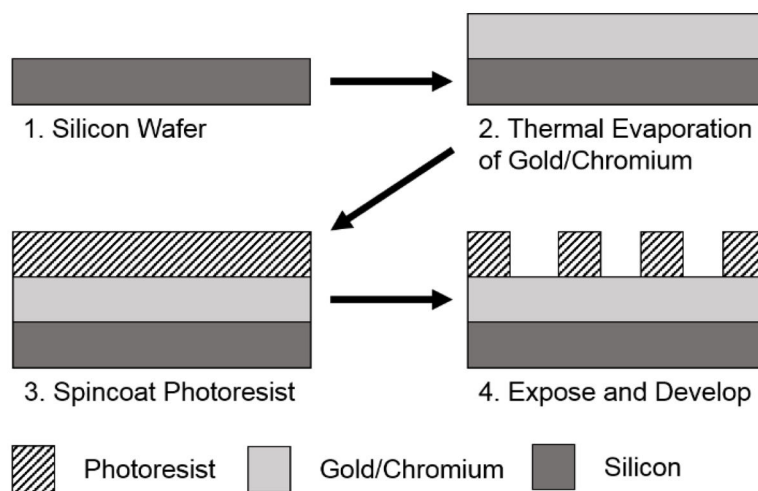 1. Silicon Wafer
2. Thermal Evaporation
of Gold/Chromium
3. Spincoat Photoresist
4. Expose and Develop
Photoresist
Gold/Chromium
Silicon